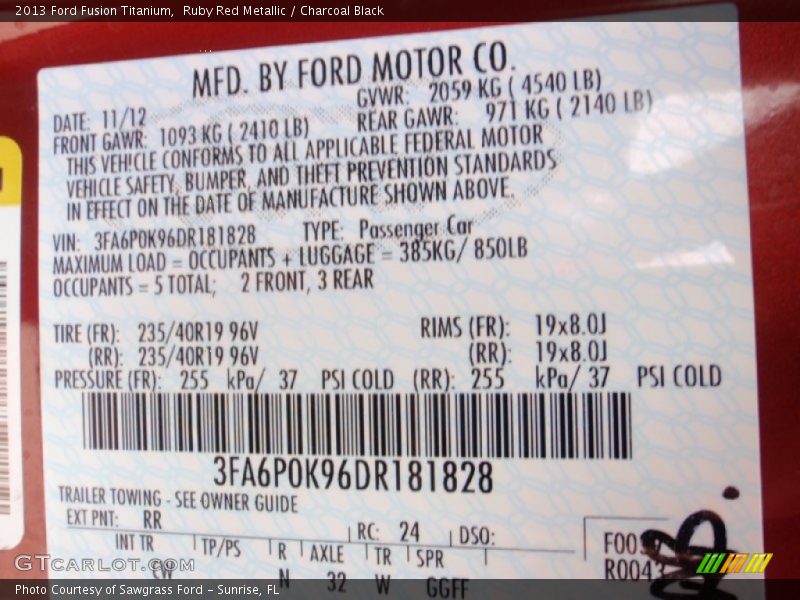 2013 Ford Fusion Titanium, Ruby Red Metallic / Charcoal Black
MFD. BY FORD MOTOR CO.
DATE: 11/12 GVWR: 2059 KG ( 4540 LB)
FRONT GAWR: 1093 KG ( 2410 LB) REAR GAWR: 971 KG ( 2140 LB)
THIS VEHICLE CONFORMS TO ALL APPLICABLE FEDERAL MOTOR
VEHICLE SAFETY, BUMPER, AND THEFT PREVENTION STANDARDS
IN EFFECT ON THE DATE OF MANUFACTURE SHOWN ABOVE.
VIN: 3FA6P0K96DR181828 TYPE: Passenger Car
MAXIMUM LOAD = OCCUPANTS + LUGGAGE = 385KG/ 850LB
OCCUPANTS = 5 TOTAL; 2 FRONT, 3 REAR
TIRE (FR): 235/40R19 96V RIMS (FR): 19x8.0J
(RR): 235/40R19 96V (RR): 19x8.0J
PRESSURE (FR): 255 kPa/ 37 PSI COLD (RR): 255 kPa/ 37 PSI COLD
3FA6P0K96DR181828
TRAILER TOWING - SEE OWNER GUIDE
EXT PNT: RR RC: 24 DSO:
INT TR TP/PS R AXLE TR SPR
CW N 32 W GGFF
R0043
GTCARLOT.COM
Photo Courtesy of Sawgrass Ford - Sunrise, FL